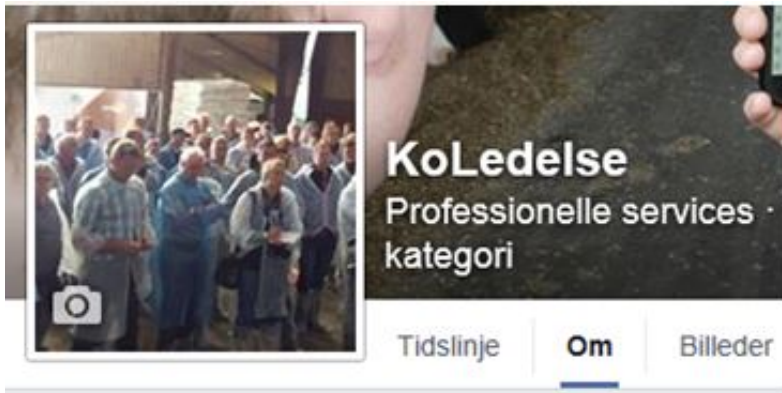 KoLedelse
Professionelle services ·
kategori
Tidslinje Om Billeder